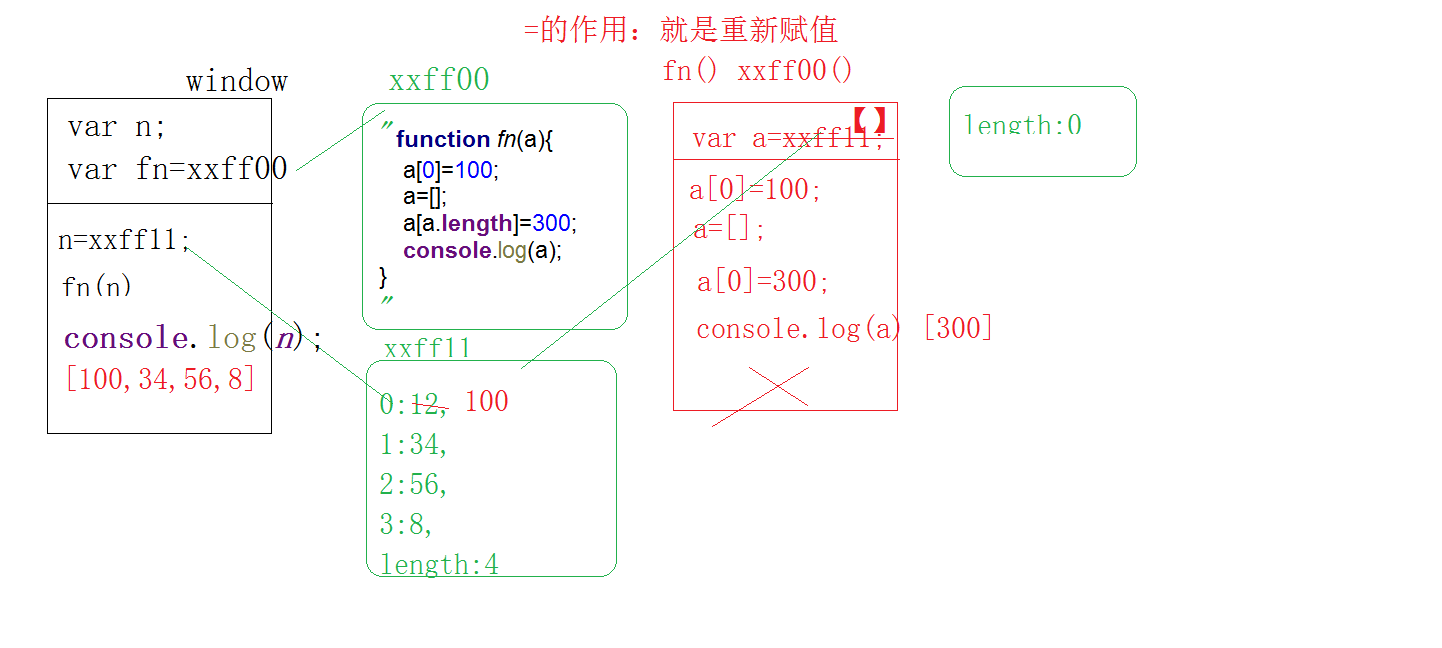 =的作用：就是重新赋值
window
var n;
var fn=xxff00
n=xxff11;
fn(n)
console.log(n);
[100,34,56,8]
xxff00
"
function fn(a){
a[0]=100;
a=[];
a[a.length]=300;
console.log(a);
}
"
xxff11
0:12, 100
1:34,
2:56,
3:8,
length:4
fn() xxff00()
【】
var a=xxff11;
a[0]=100;
a=[];
a[0]=300;
console.log(a) [300]
length:0